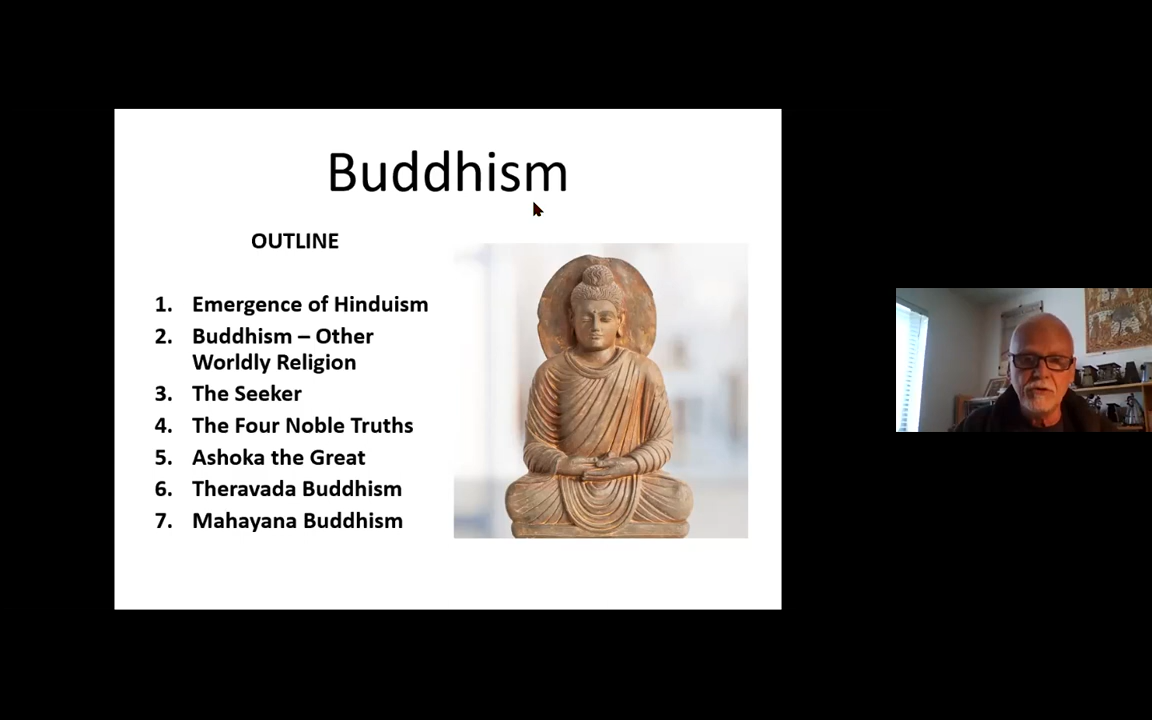 Buddhism
OUTLINE
1. Emergence of Hinduism
2. Buddhism – Other
Worldly Religion
3. The Seeker
4. The Four Noble Truths
5. Ashoka the Great
6. Theravada Buddhism
7. Mahayana Buddhism